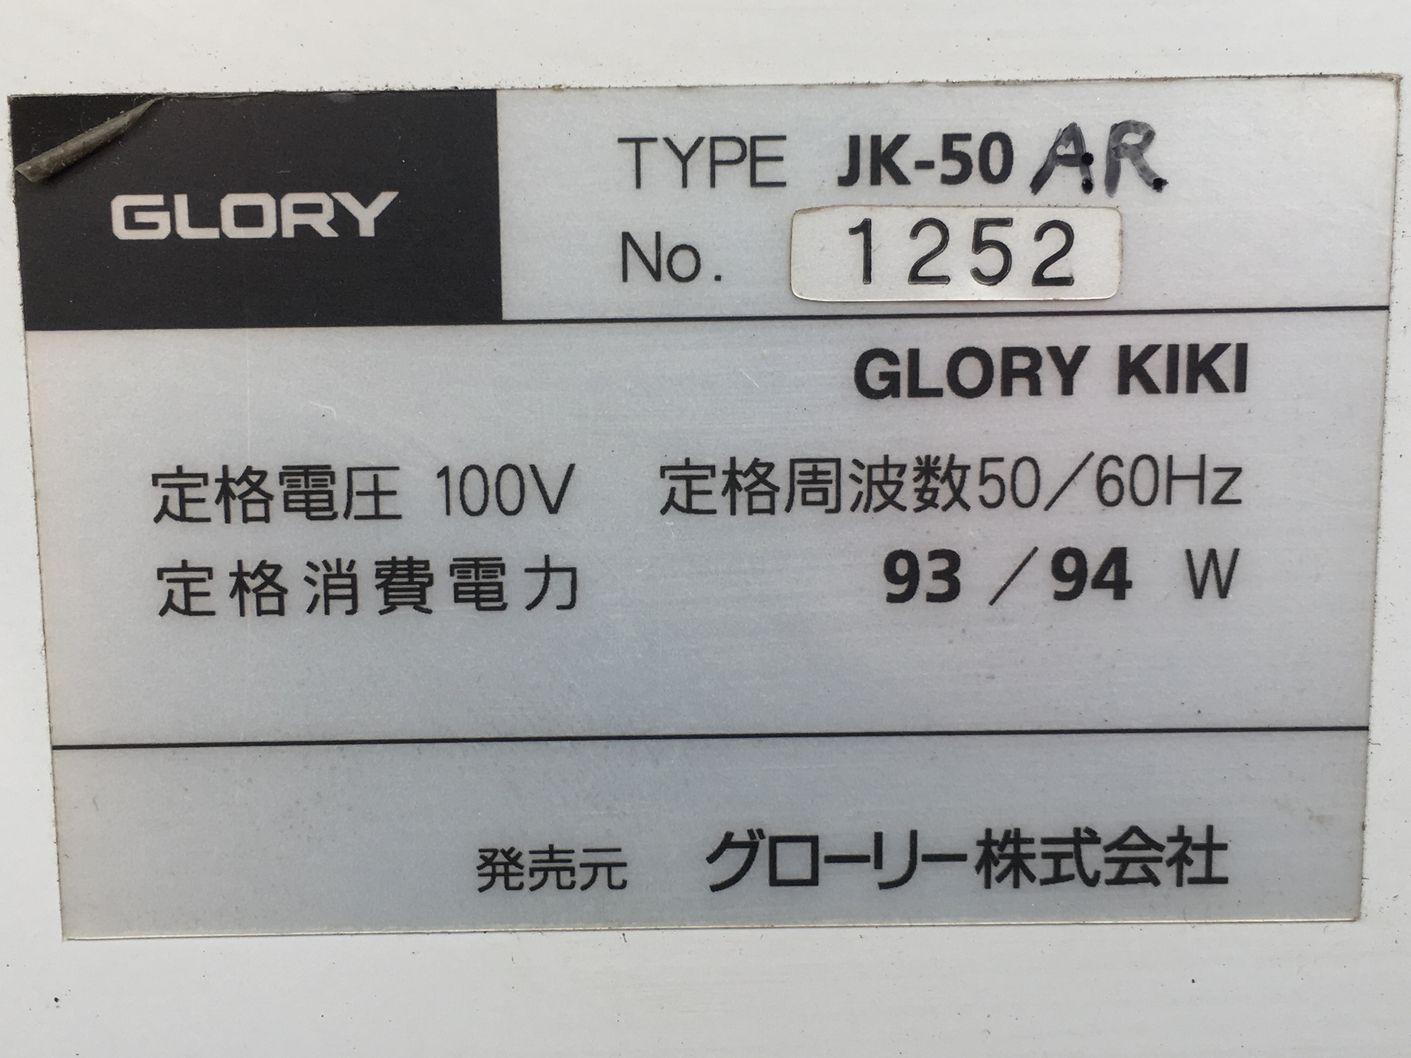 GLORY
TYPE JK-50 AR
No. 1252
GLORY KIKI
定格電圧 100V 定格周波数50/60Hz
定格消費電力 93/94 W
発売元 グローリー株式会社